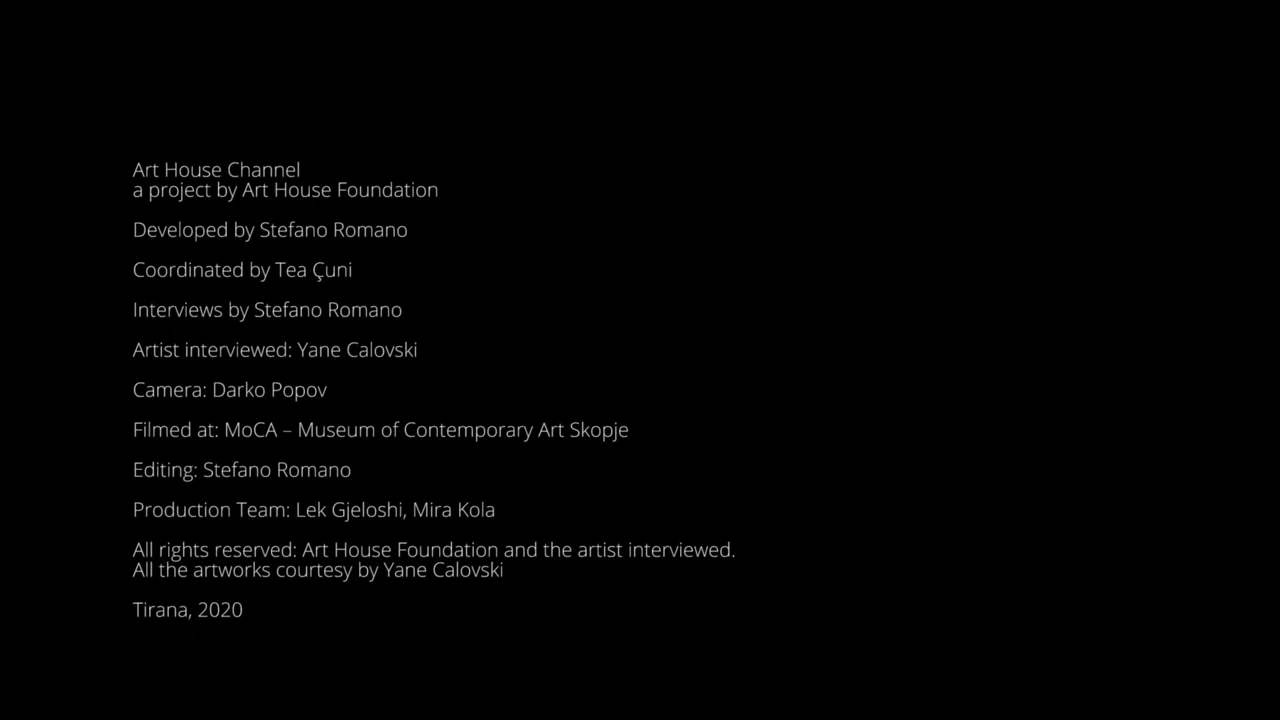 Art House Channel
a project by Art House Foundation
Developed by Stefano Romano
Coordinated by Tea Çuni
Interviews by Stefano Romano
Artist interviewed: Yane Calovski
Camera: Darko Popov
Filmed at: MoCA – Museum of Contemporary Art Skopje
Editing: Stefano Romano
Production Team: Lek Gjeloshi, Mira Kola
All rights reserved: Art House Foundation and the artist interviewed.
All the artworks courtesy by Yane Calovski
Tirana, 2020